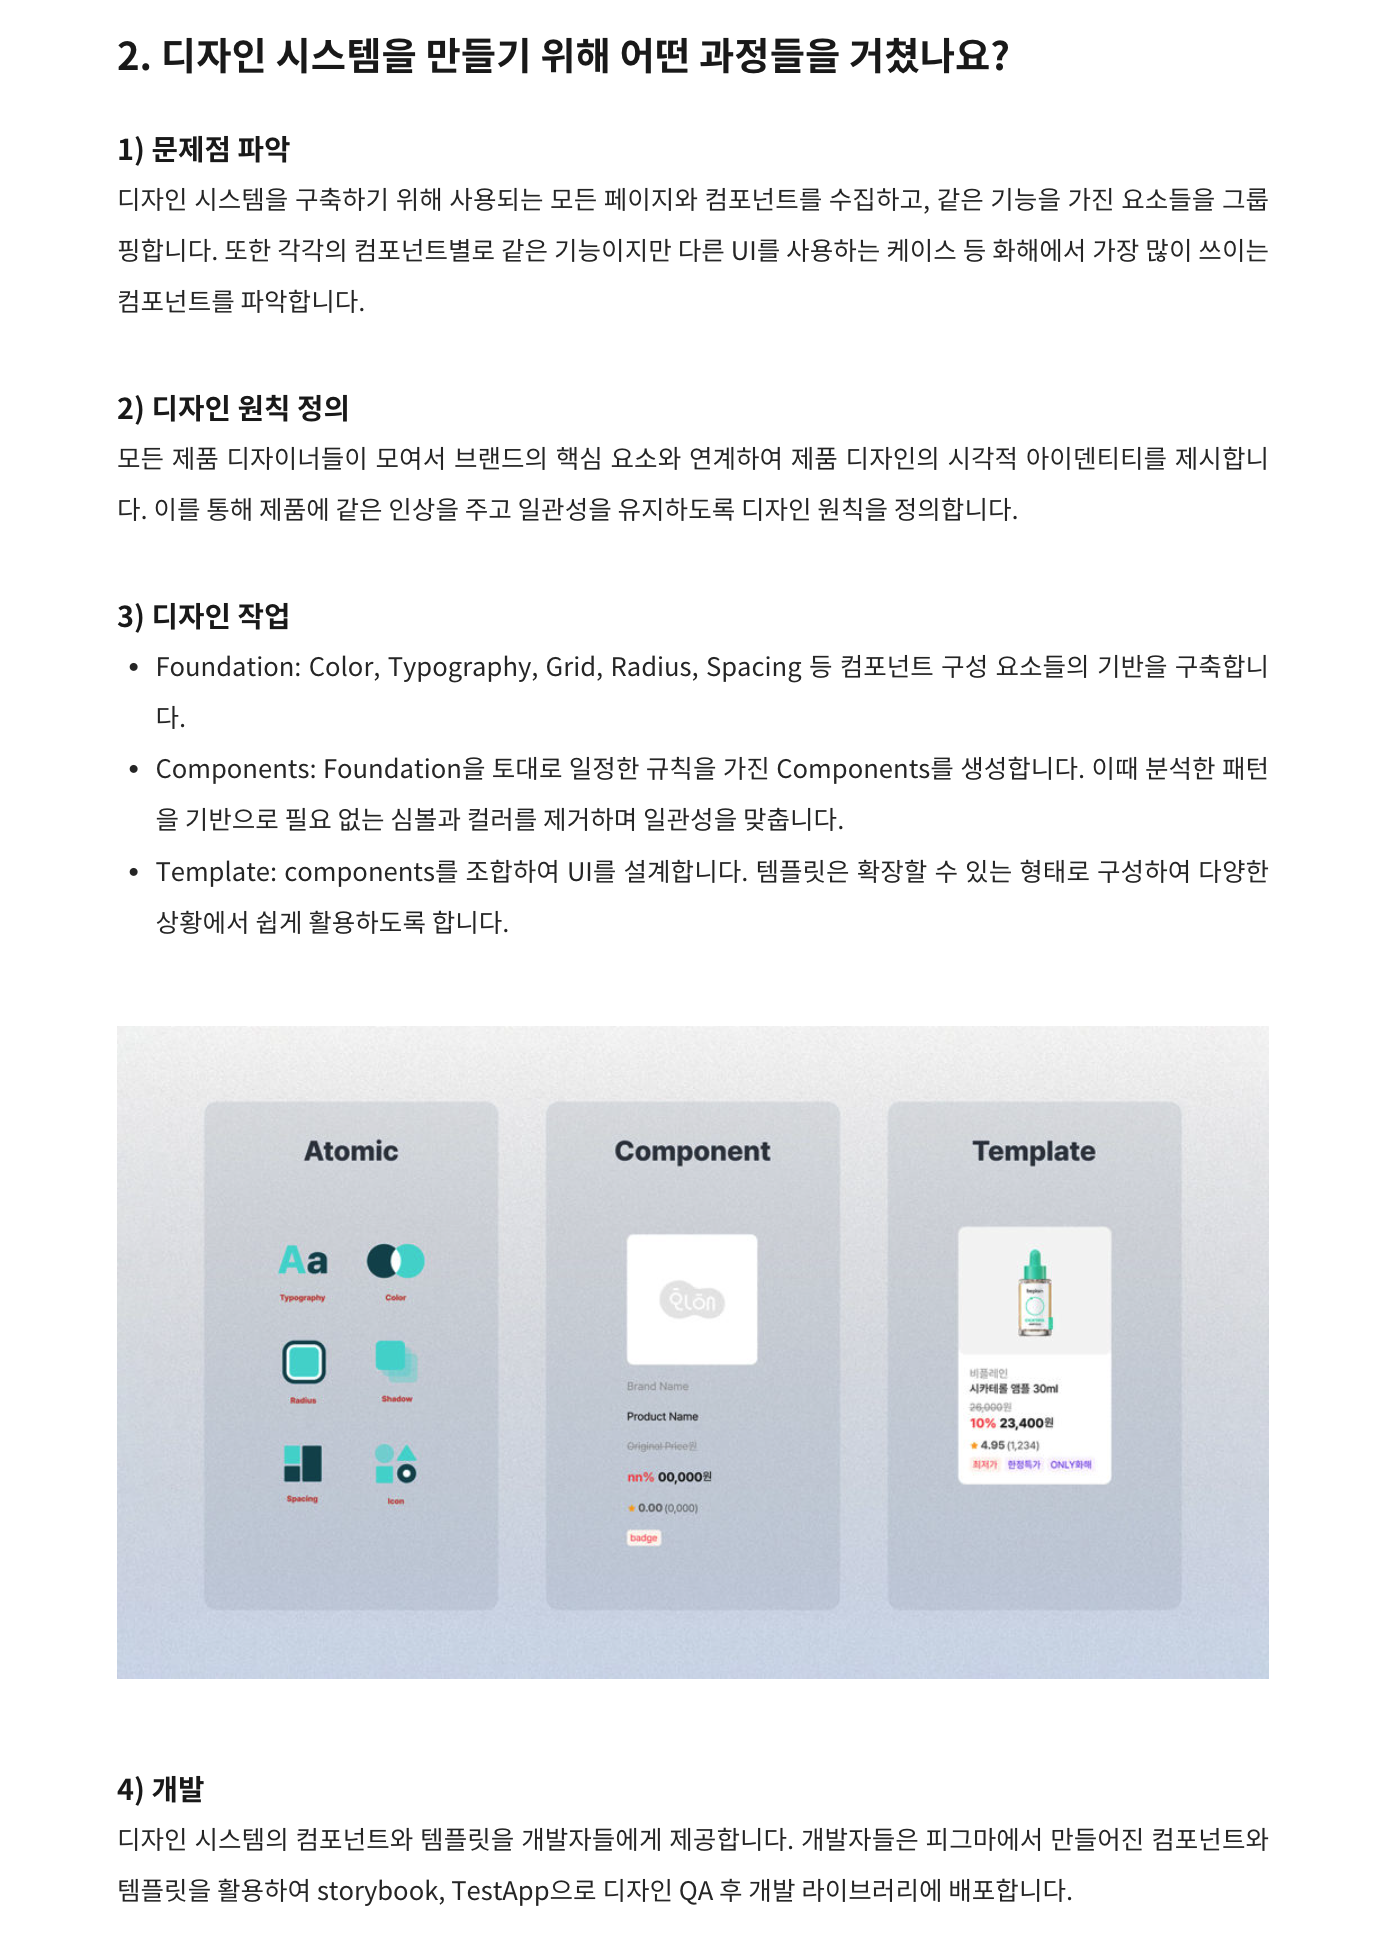 2. 디자인 시스템을 만들기 위해 어떤 과정들을 거쳤나요?
1) 문제점 파악
디자인 시스템을 구축하기 위해 사용되는 모든 페이지와 컴포넌트를 수집하고, 같은 기능을 가진 요소들을 그룹
핑합니다. 또한 각각의 컴포넌트별로 같은 기능이지만 다른 UI를 사용하는 케이스 등 화해에서 가장 많이 쓰이는
컴포넌트를 파악합니다.
2) 디자인 원칙 정의
모든 제품 디자이너들이 모여서 브랜드의 핵심 요소와 연계하여 제품 디자인의 시각적 아이덴티티를 제시합니
다. 이를 통해 제품에 같은 인상을 주고 일관성을 유지하도록 디자인 원칙을 정의합니다.
3) 디자인 작업
• Foundation: Color, Typography, Grid, Radius, Spacing 등 컴포넌트 구성 요소들의 기반을 구축합니
다.
• Components: Foundation을 토대로 일정한 규칙을 가진 Components를 생성합니다. 이때 분석한 패턴
을 기반으로 필요 없는 심볼과 컬러를 제거하며 일관성을 맞춥니다.
• Template: components를 조합하여 UI를 설계합니다. 템플릿은 확장할 수 있는 형태로 구성하여 다양한
상황에서 쉽게 활용하도록 합니다.
Atomic
Aa
Typography
Color
Radius
Shadow
Spacing
Icon
Component
Brand Name
Product Name
Original Price원
nn% 00,000원
0.00 (0,000)
badge
Template
비플레인
시카테롤 앰플 30ml
26,000원
10% 23,400원
4.95 (1,234)
최저가 한정특가 ONLY화해
4) 개발
디자인 시스템의 컴포넌트와 템플릿을 개발자들에게 제공합니다. 개발자들은 피그마에서 만들어진 컴포넌트와
템플릿을 활용하여 storybook, TestApp으로 디자인 QA 후 개발 라이브러리에 배포합니다.